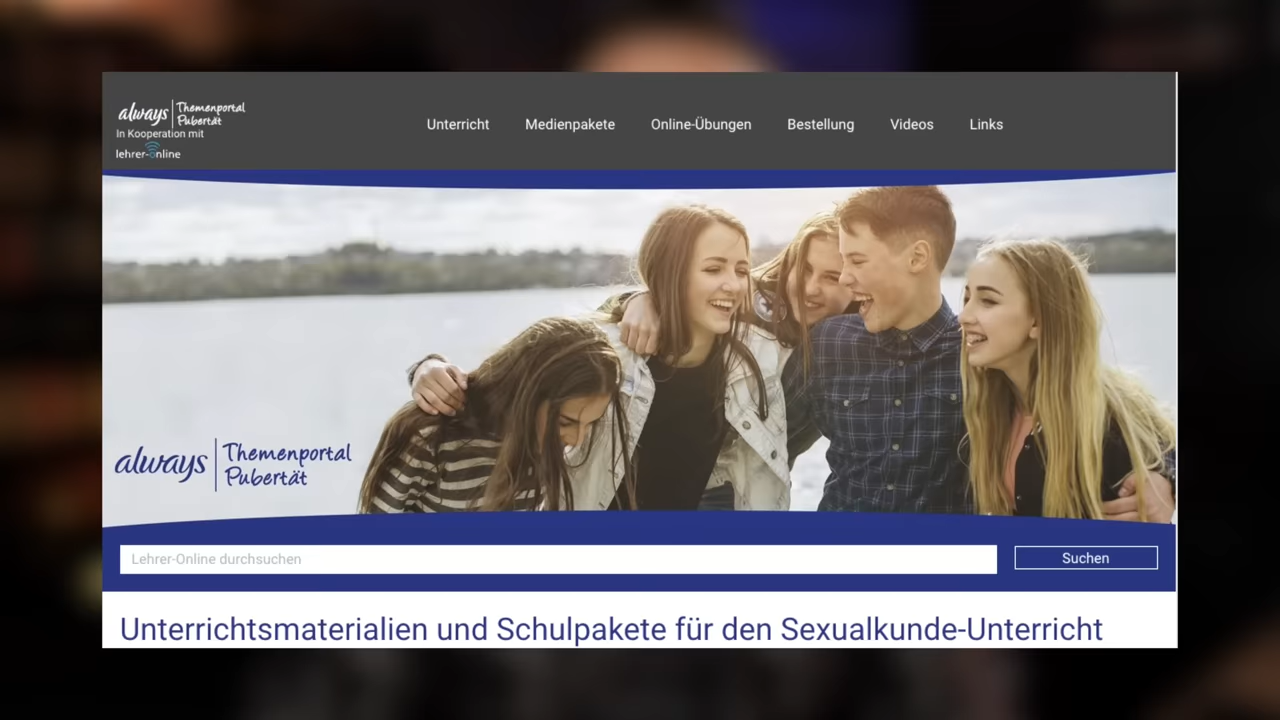 always Themenportal
Pubertät
In Kooperation mit
lehrer-online
Unterricht Medienpakete Online-Übungen Bestellung Videos Links
always Themenportal
Pubertät
Lehrer-Online durchsuchen
Suchen
Unterrichtsmaterialien und Schulpakete für den Sexualkunde-Unterricht